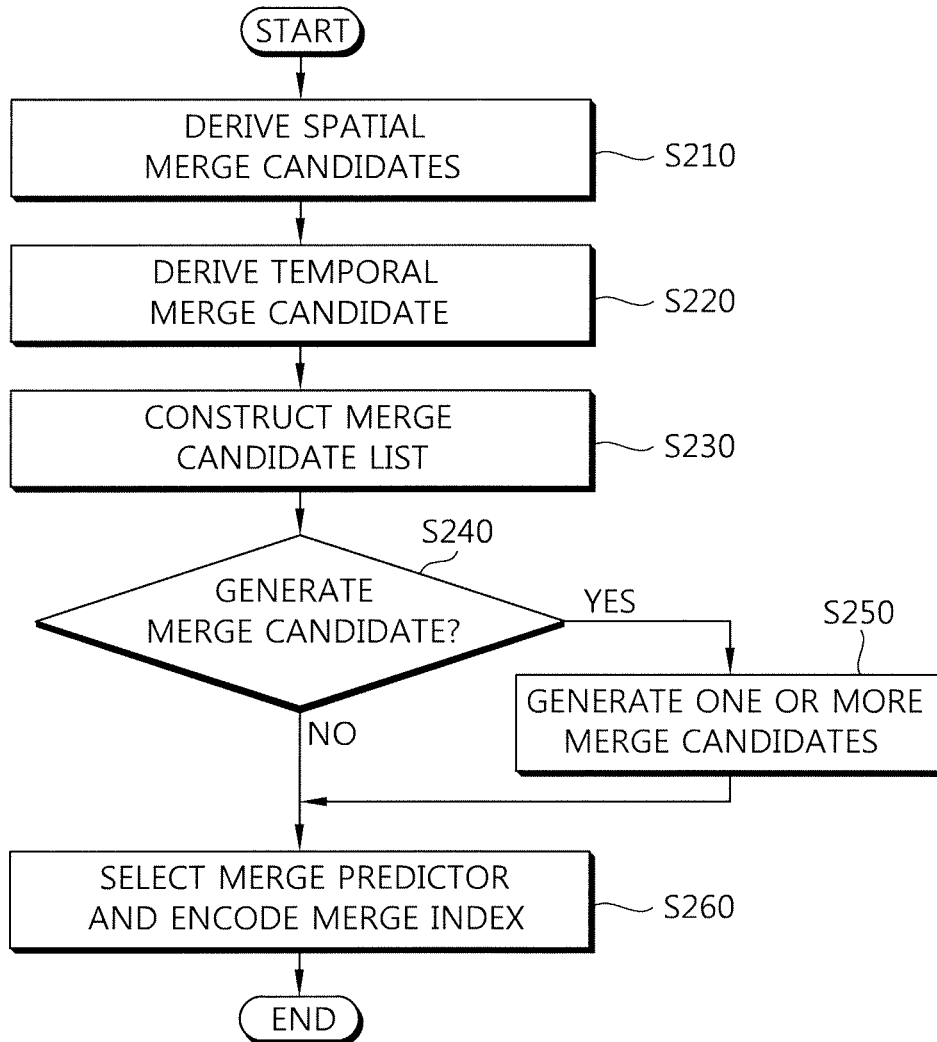 START
DERIVE SPATIAL
MERGE CANDIDATES
S210
DERIVE TEMPORAL
MERGE CANDIDATE
S220
CONSTRUCT MERGE
CANDIDATE LIST
S230
S240
GENERATE
MERGE CANDIDATE?
YES
S250
GENERATE ONE OR MORE
MERGE CANDIDATES
NO
SELECT MERGE PREDICTOR
AND ENCODE MERGE INDEX
S260
END